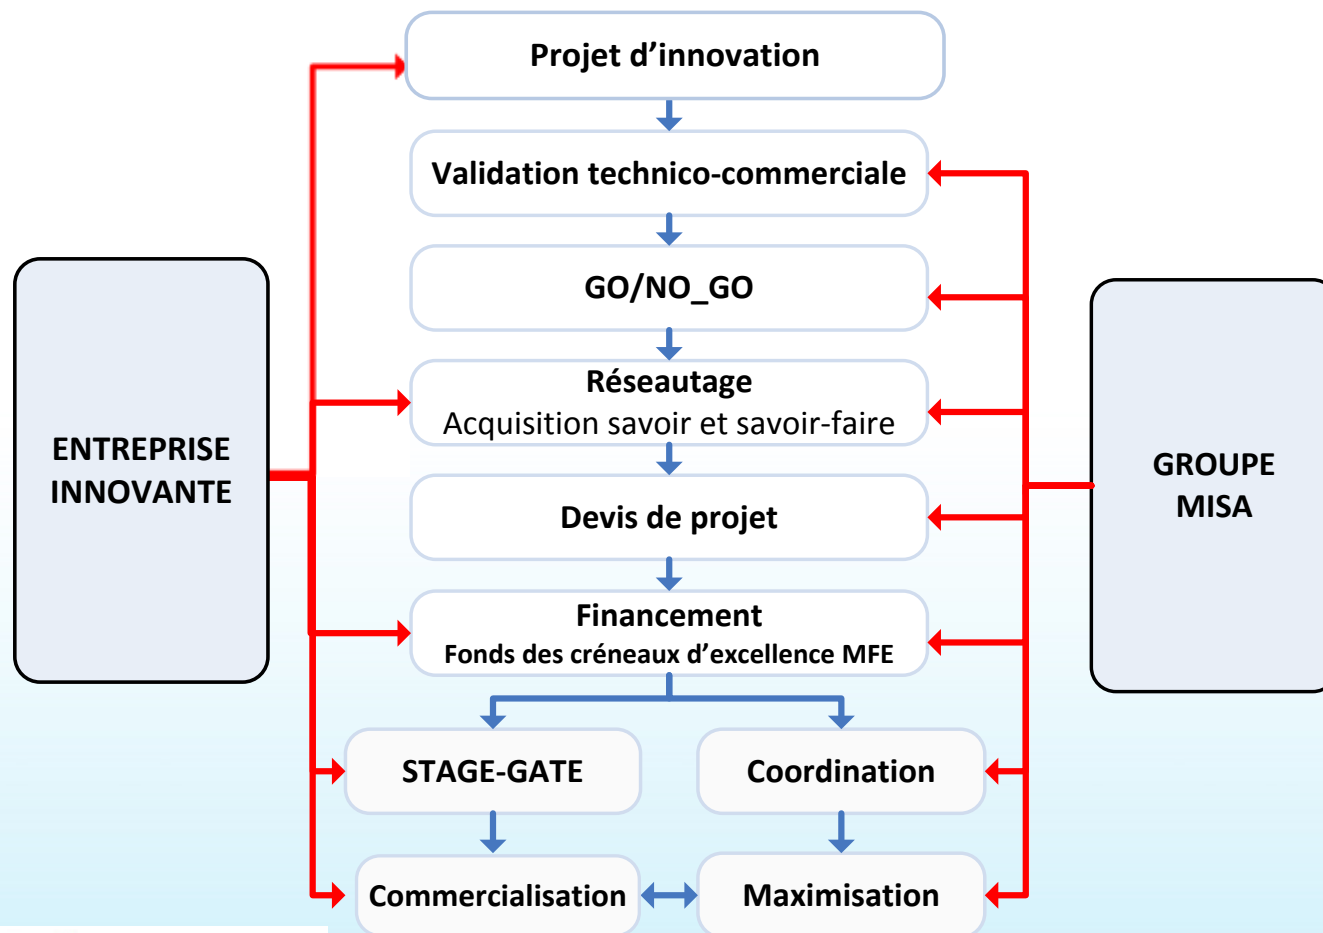 Projet d’innovation
Validation technico-commerciale
GO/NO_GO
Réseautage
Acquisition savoir et savoir-faire
ENTREPRISE
INNOVANTE
GROUPE
MISA
Devis de projet
Financement
Fonds des créneaux d’excellence MFE
STAGE-GATE
Coordination
Commercialisation
Maximisation